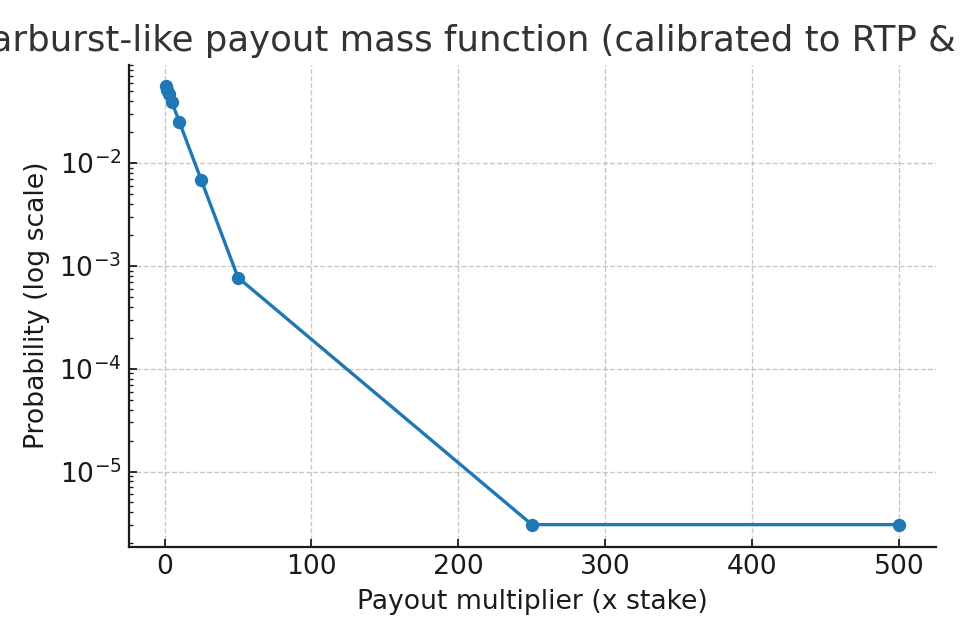 arburst-like payout mass function (calibrated to RTP &
Probability (log scale)
10⁻²
10⁻³
10⁻⁴
10⁻⁵
0 100 200 300 400 500
Payout multiplier (x stake)